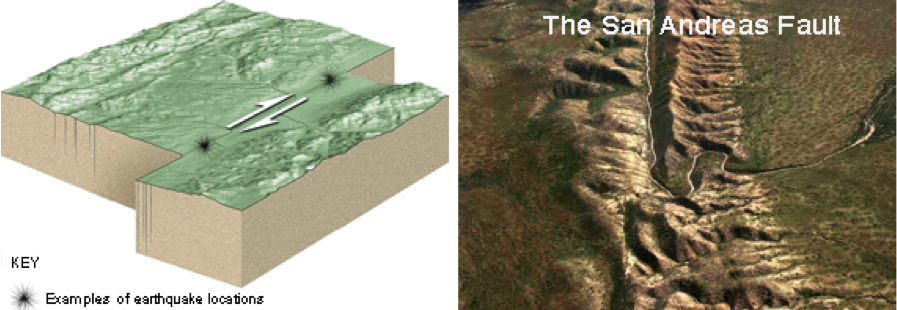 The San Andreas Fault
KEY
Examples of earthquake locations